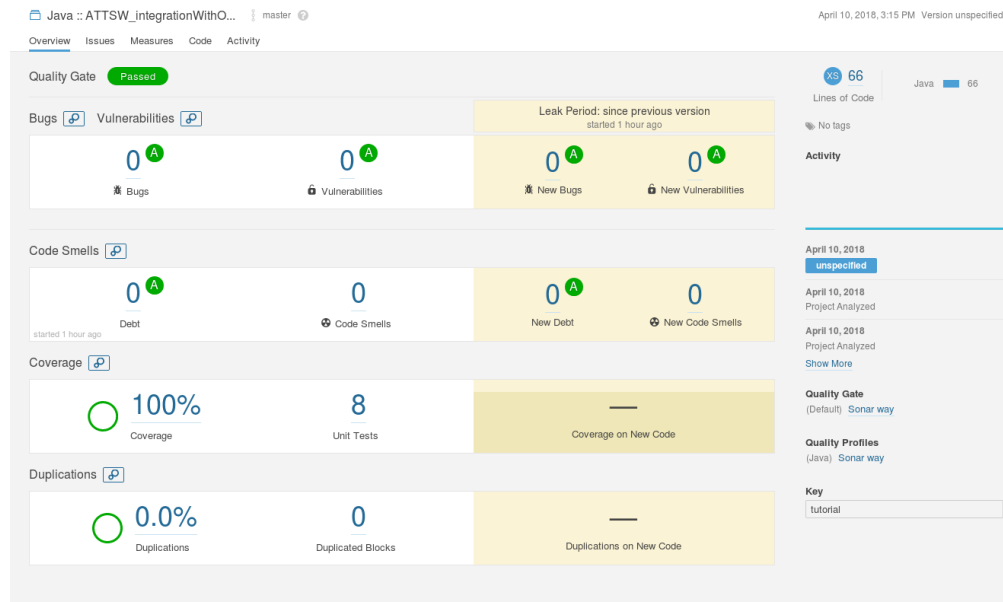 Java :: ATTSW_integrationWithO... master
April 10, 2018, 3:15 PM Version unspecified
Overview Issues Measures Code Activity
Quality Gate Passed
Bugs Vulnerabilities
Leak Period: since previous version
started 1 hour ago
0 A
Bugs
0 A
Vulnerabilities
0 A
New Bugs
0 A
New Vulnerabilities
Code Smells
0 A
Debt
started 1 hour ago
0
Code Smells
0 A
New Debt
0
New Code Smells
Coverage
100%
Coverage
8
Unit Tests
—
Coverage on New Code
Duplications
0.0%
Duplications
0
Duplicated Blocks
—
Duplications on New Code
XS 66
Lines of Code
Java 66
No tags
Activity
April 10, 2018
unspecified
April 10, 2018
Project Analyzed
April 10, 2018
Project Analyzed
Show More
Quality Gate
(Default) Sonar way
Quality Profiles
(Java) Sonar way
Key
tutorial